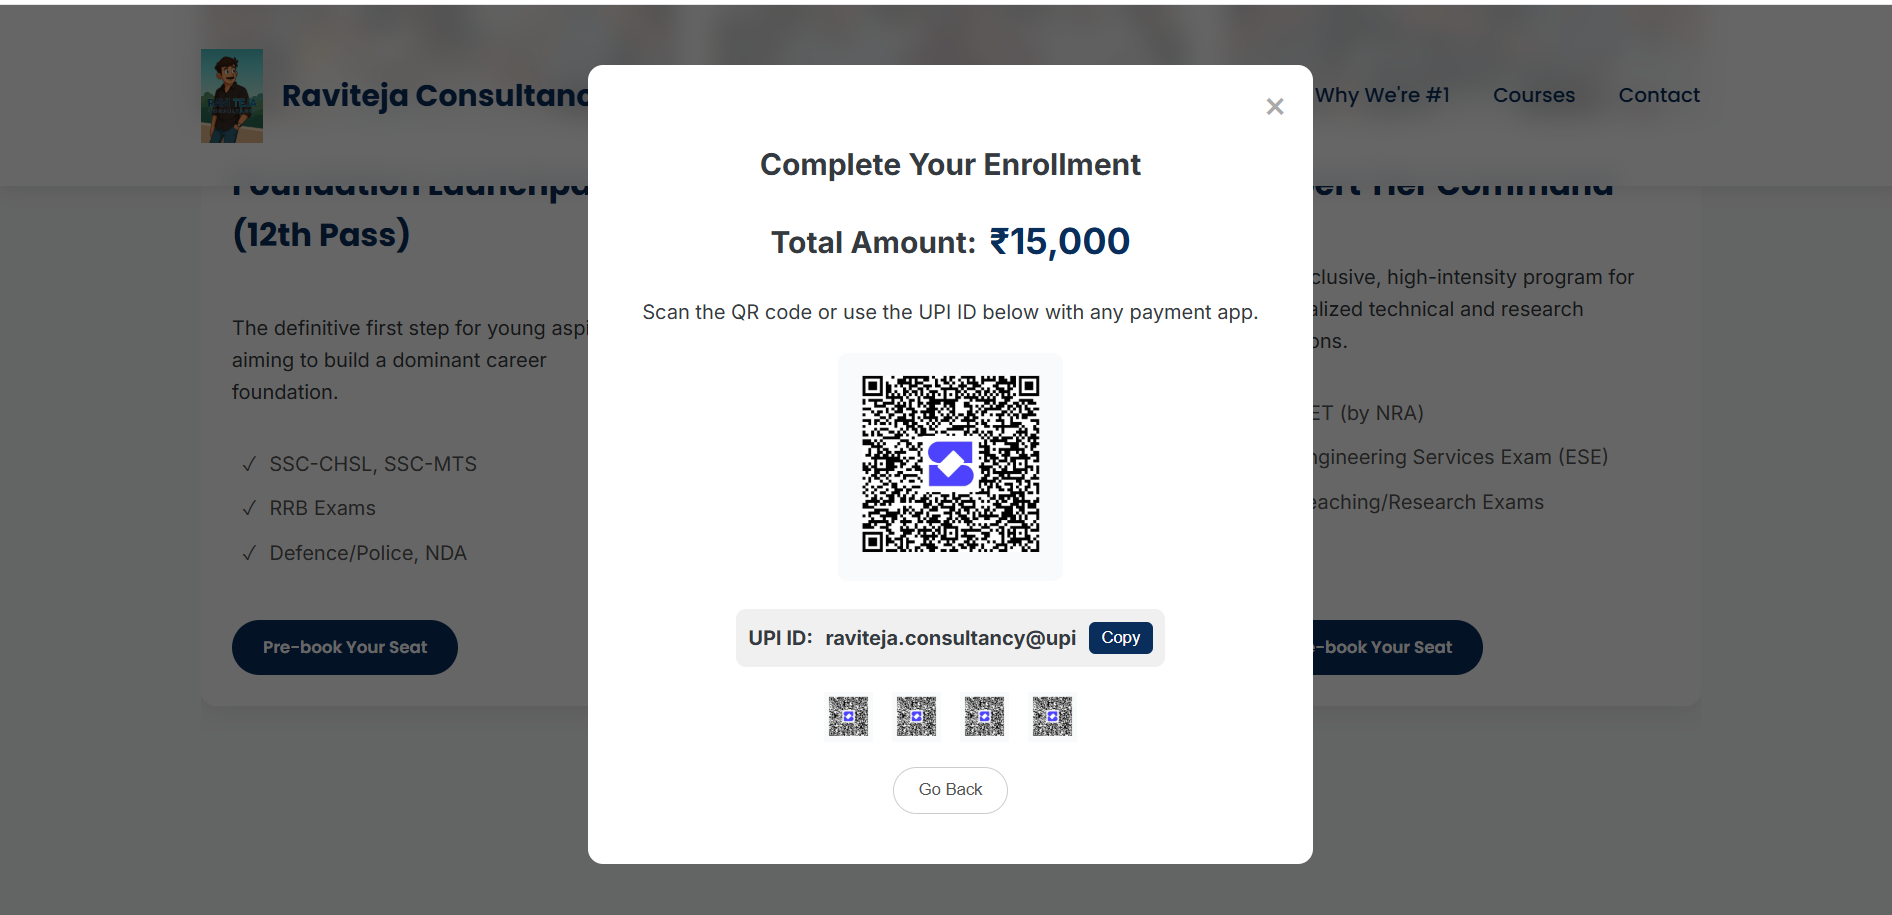 Raviteja Consultanc
Why We're #1
Courses
Contact
(12th Pass)
The definitive first step for young aspi
aiming to build a dominant career
foundation.
✓ SSC-CHSL, SSC-MTS
✓ RRB Exams
✓ Defence/Police, NDA
Pre-book Your Seat
×
Complete Your Enrollment
Total Amount: ₹15,000
Scan the QR code or use the UPI ID below with any payment app.
UPI ID: raviteja.consultancy@upi Copy
Go Back
clusive, high-intensity program for
alized technical and research
ons.
ET (by NRA)
ngineering Services Exam (ESE)
eaching/Research Exams
-book Your Seat